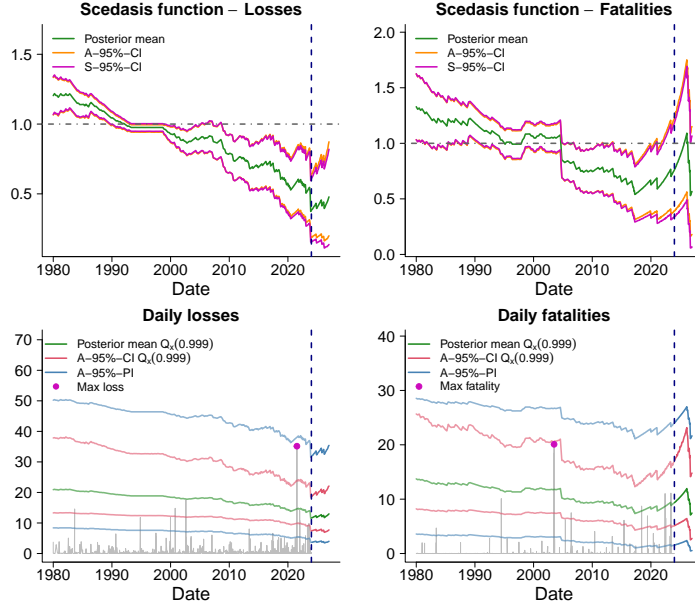 Scedasis function – Losses
1.5
1.0
0.5
Posterior mean
A−95%−CI
S−95%−CI
1980 1990 2000 2010 2020
Date
Scedasis function – Fatalities
2.0
1.5
1.0
0.5
0.0
Posterior mean
A−95%−CI
S−95%−CI
1980 1990 2000 2010 2020
Date
Daily losses
70
60
50
40
30
20
10
0
Posterior mean Qx(0.999)
A−95%−CI Qx(0.999)
A−95%−PI
Max loss
1980 1990 2000 2010 2020
Date
Daily fatalities
40
30
20
10
0
Posterior mean Qx(0.999)
A−95%−CI Qx(0.999)
A−95%−PI
Max fatality
1980 1990 2000 2010 2020
Date